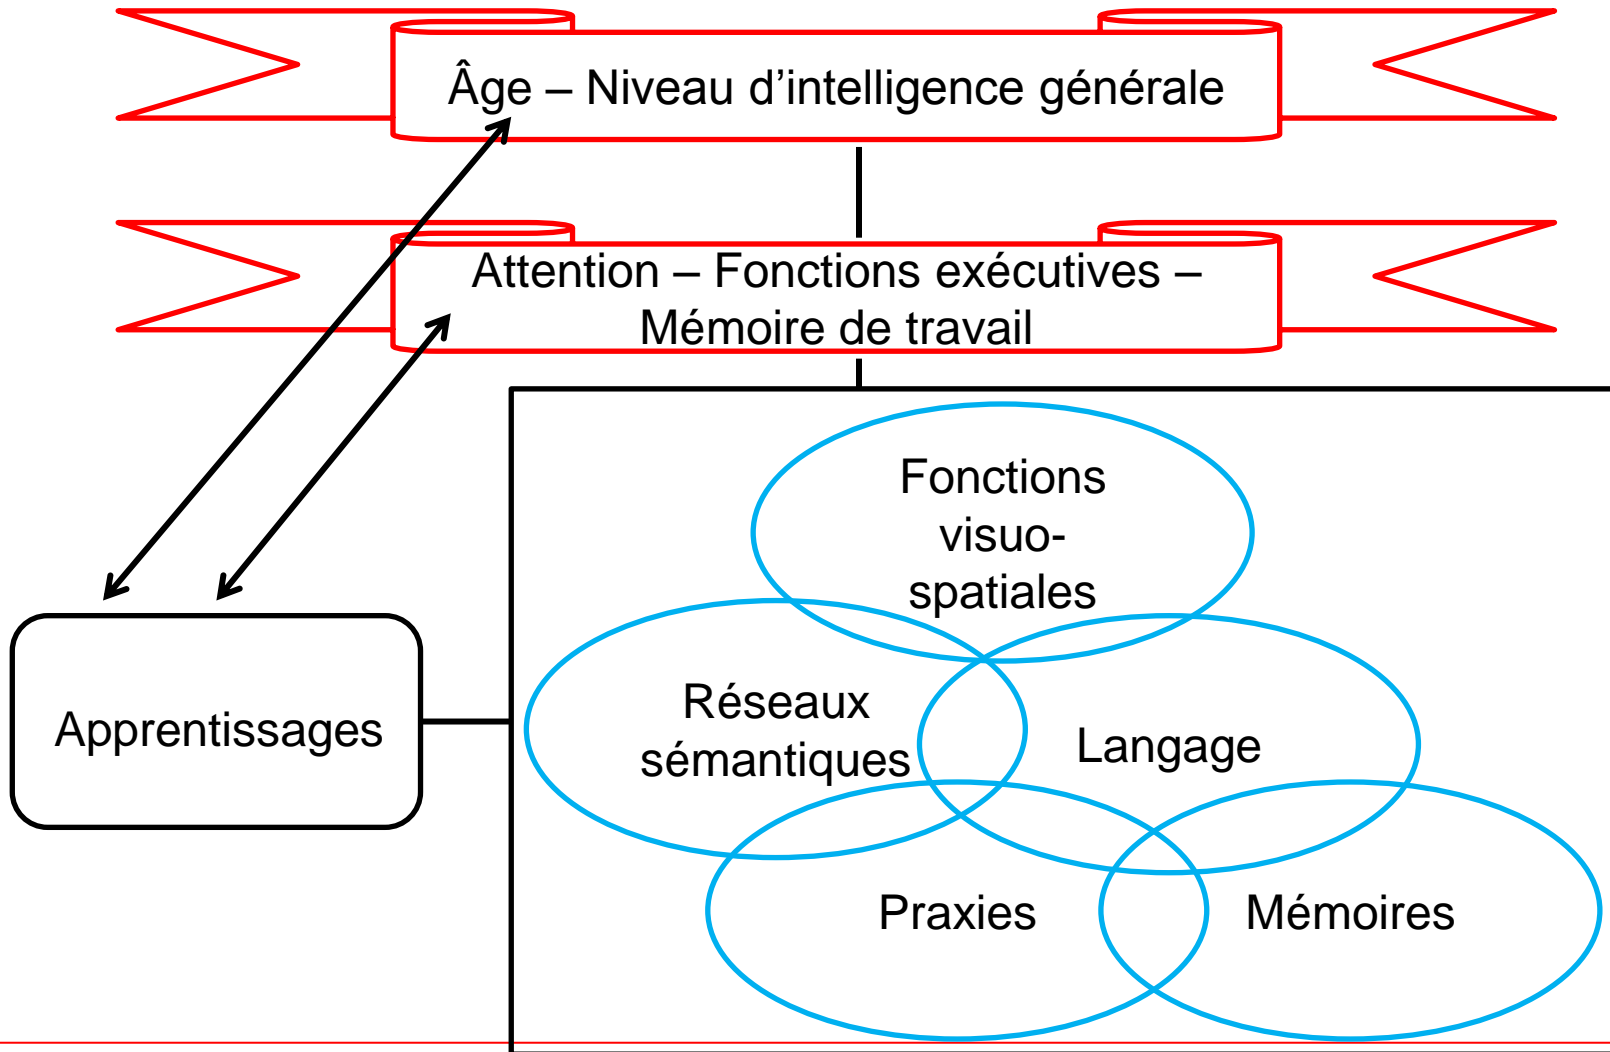 Âge – Niveau d’intelligence générale
Attention – Fonctions exécutives –
Mémoire de travail
Fonctions
visuo-
spatiales
Réseaux
sémantiques
Langage
Apprentissages
Praxies
Mémoires